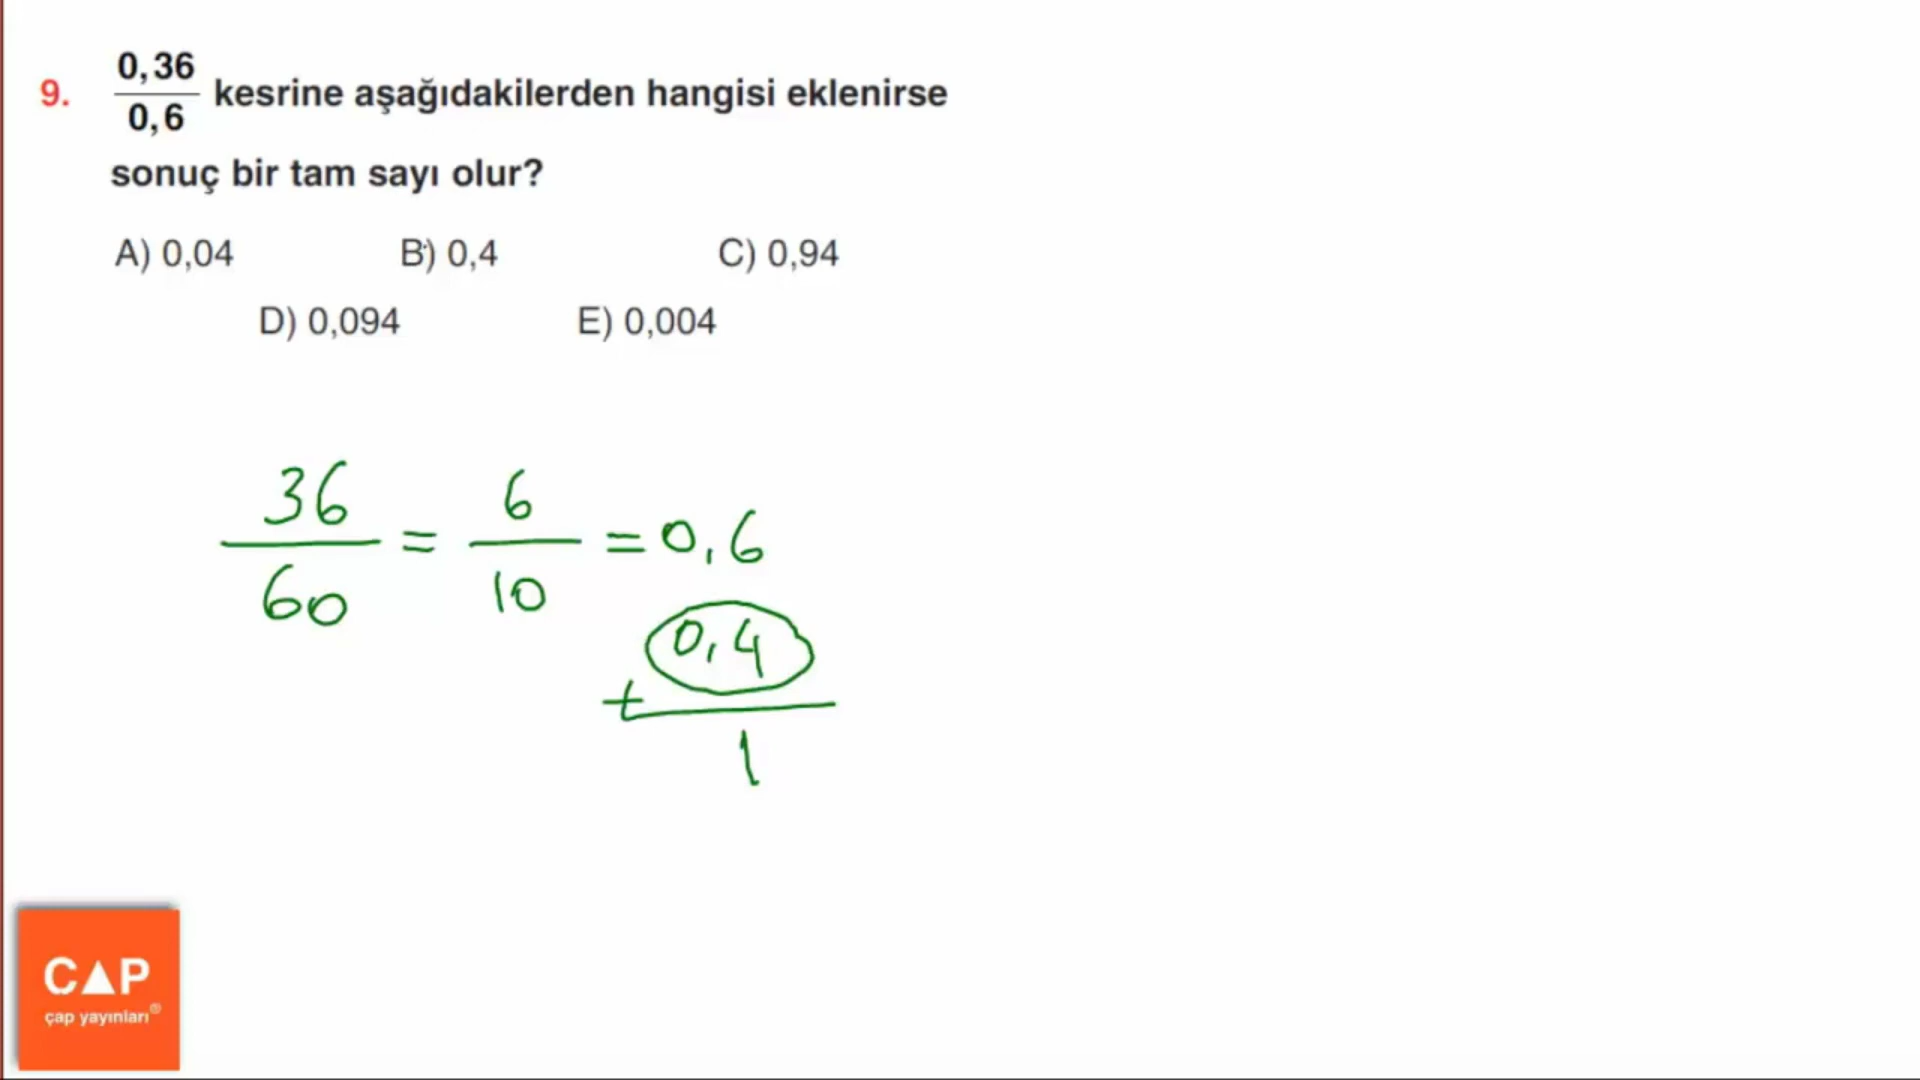 9. 0,36
0,6
kesrine aşağıdakilerden hangisi eklenirse
sonuç bir tam sayı olur?
A) 0,04 B) 0,4 C) 0,94
D) 0,094 E) 0,004
36/60 = 6/10 = 0,6
0,4
+
1
CAP
çap yayınları®